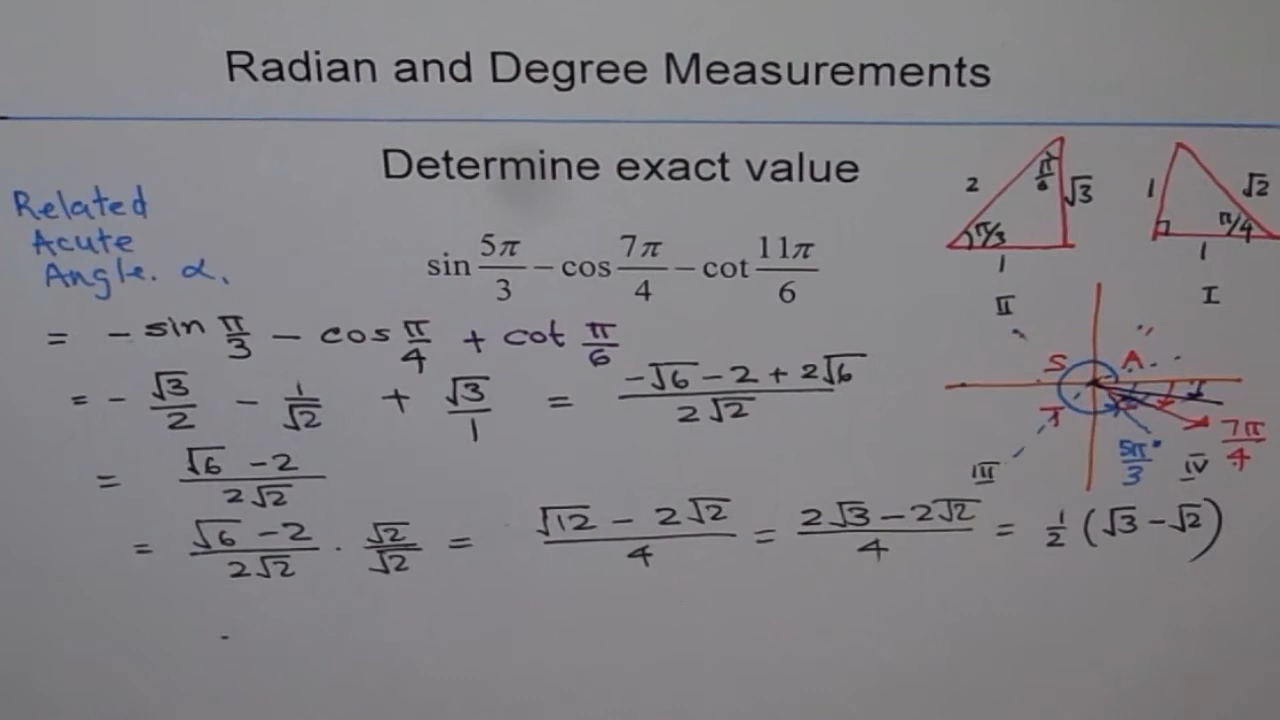 Radian and Degree Measurements
Determine exact value
Related
Acute
Angle. α.
sin 5π/3 − cos 7π/4 − cot 11π/6
= - sin π/3 - cos π/4 + cot π/6
= - √3/2 - 1/√2 + √3/1 = (-√6 - 2 + 2√6)/(2√2)
= (√6 - 2)/(2√2)
= (√6 - 2)/(2√2) · √2/√2 = (√12 - 2√2)/4 = (2√3 - 2√2)/4 = 1/2 (√3 - √2)
2 π/6 √3
π/3
1
1 √2
π/4
1
II I
S A
T
III 5π/3 IV 7π/4